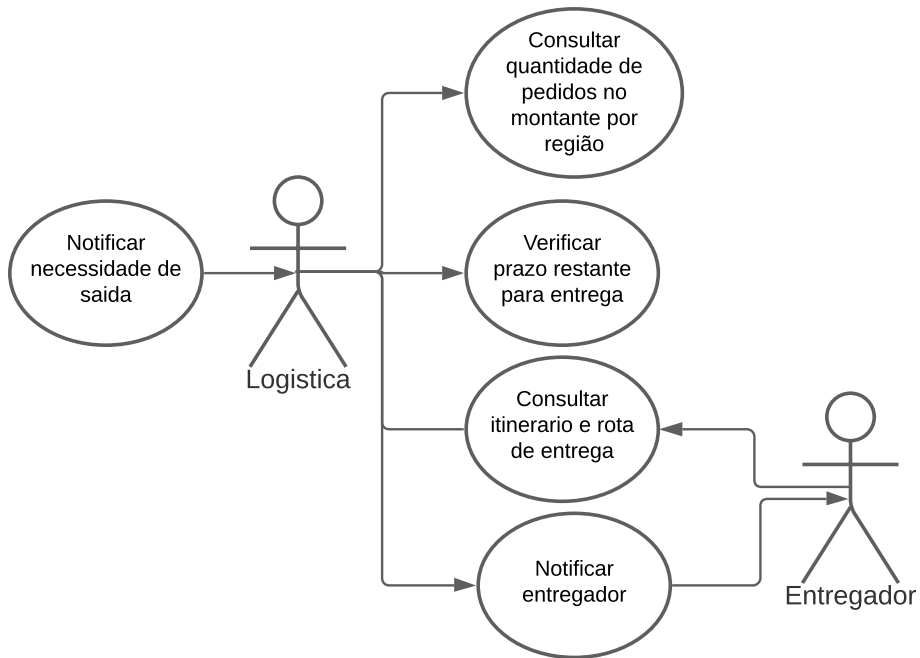 Consultar
quantidade de
pedidos no
montante por
região
Notificar
necessidade de
saida
Logistica
Verificar
prazo restante
para entrega
Consultar
itinerario e rota
de entrega
Notificar
entregador
Entregador